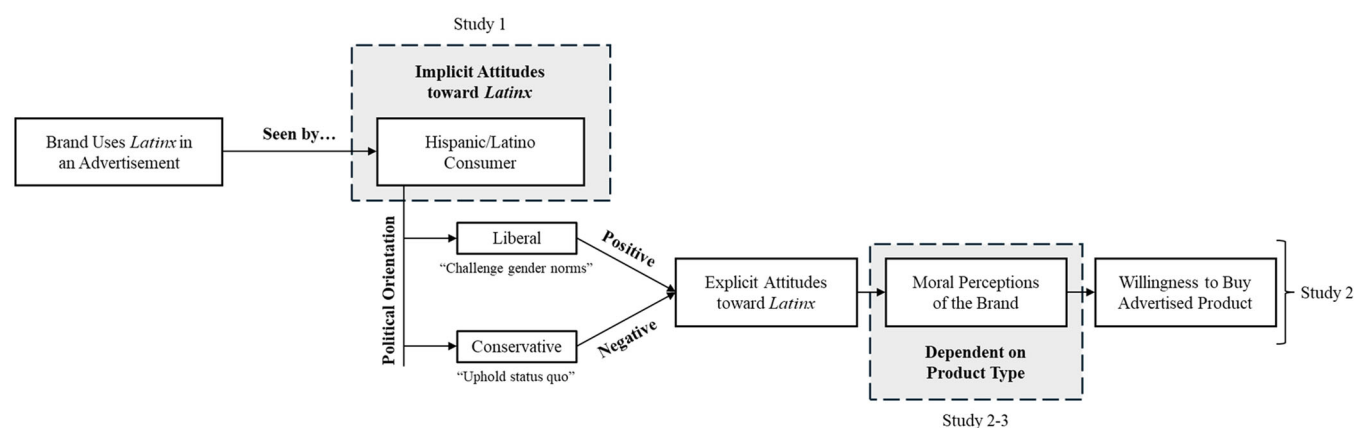 Study 1
Implicit Attitudes
toward Latinx
Brand Uses Latinx in
an Advertisement
Seen by…
Hispanic/Latino
Consumer
Political Orientation
Liberal
“Challenge gender norms”
Positive
Conservative
“Uphold status quo”
Negative
Explicit Attitudes
toward Latinx
Moral Perceptions
of the Brand
Dependent on
Product Type
Study 2-3
Willingness to Buy
Advertised Product
Study 2